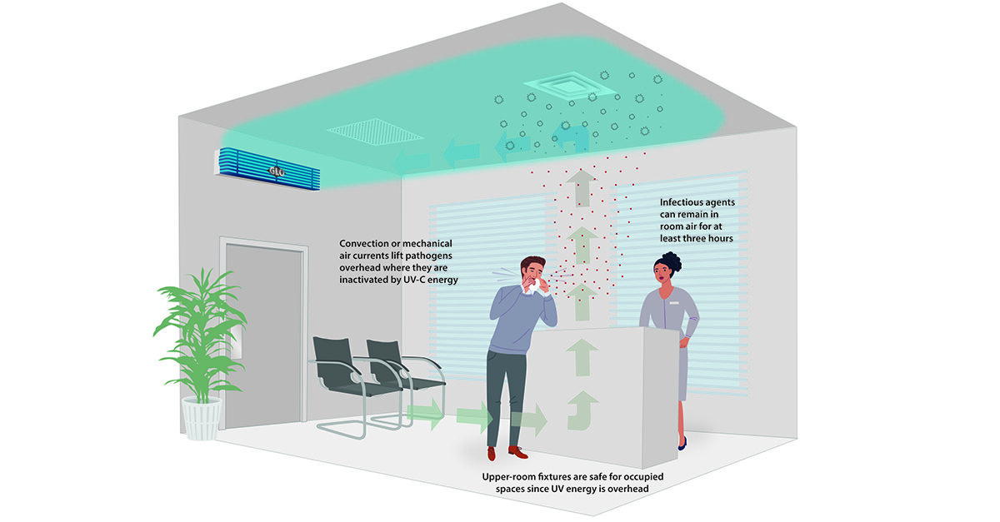 GLO
Infectious agents
can remain in
room air for at
least three hours
Convection or mechanical
air currents lift pathogens
overhead where they are
inactivated by UV-C energy
Upper-room fixtures are safe for occupied
spaces since UV energy is overhead